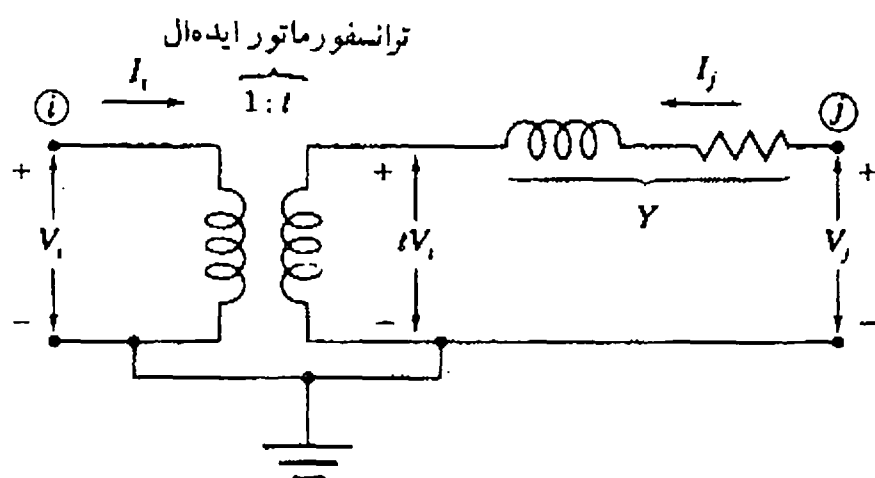 ترانسفورماتور ایده‌ال
I_i
1 : t
I_j
i
j
+
+
+
V_i
tV_i
Y
V_j
−
−
−